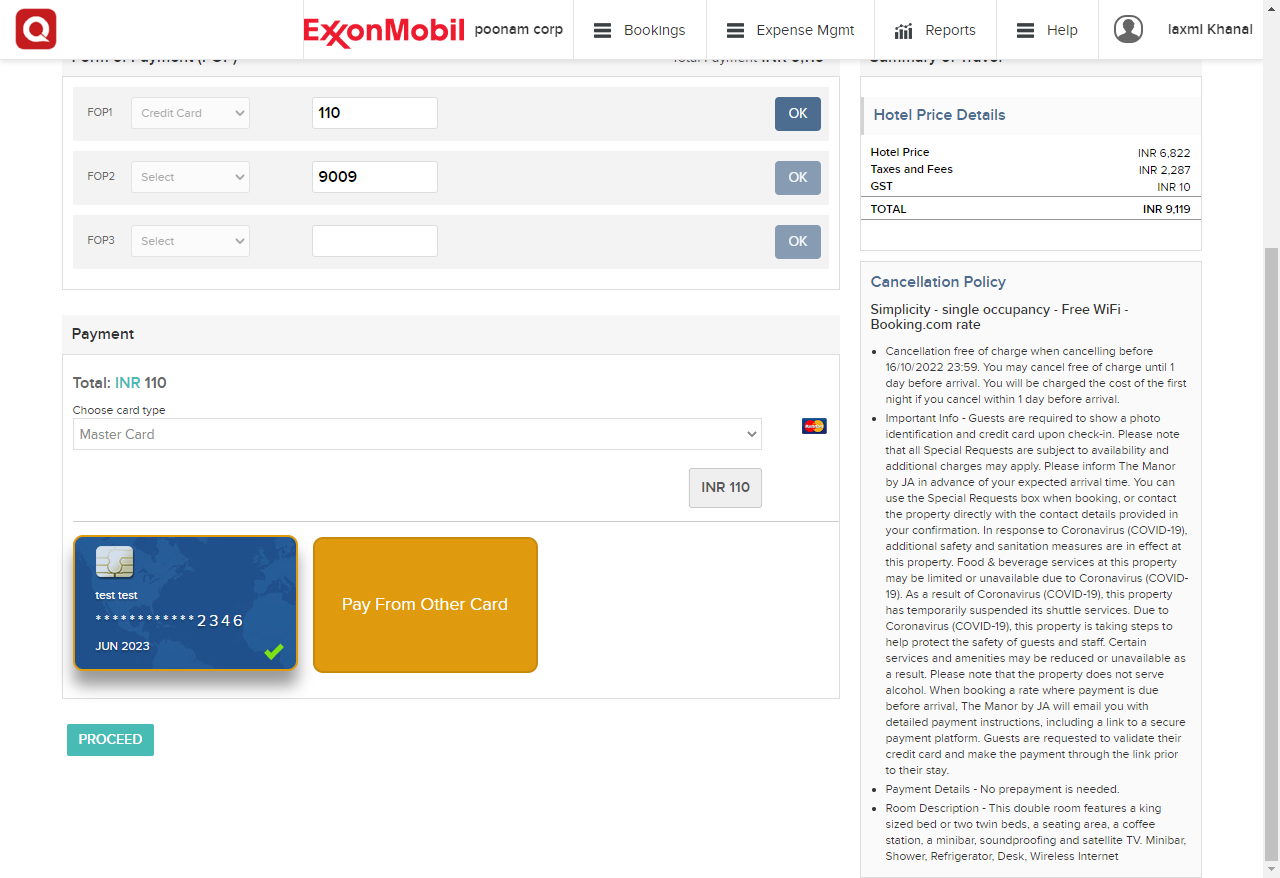 ExxonMobil
poonam corp
Bookings
Expense Mgmt
Reports
Help
laxmi Khanal
Form of Payment (FOP)
Total Payment INR 9,119
Summary of Travel
FOP1
Credit Card
110
OK
FOP2
Select
9009
OK
FOP3
Select
OK
Payment
Total: INR 110
Choose card type
Master Card
INR 110
test test
************2346
JUN 2023
Pay From Other Card
PROCEED
Hotel Price Details
Hotel Price INR 6,822
Taxes and Fees INR 2,287
GST INR 10
TOTAL INR 9,119
Cancellation Policy
Simplicity - single occupancy - Free WiFi -
Booking.com rate
Cancellation free of charge when cancelling before
16/10/2022 23:59. You may cancel free of charge until 1
day before arrival. You will be charged the cost of the first
night if you cancel within 1 day before arrival.
Important Info - Guests are required to show a photo
identification and credit card upon check-in. Please note
that all Special Requests are subject to availability and
additional charges may apply. Please inform The Manor
by JA in advance of your expected arrival time. You can
use the Special Requests box when booking, or contact
the property directly with the contact details provided in
your confirmation. In response to Coronavirus (COVID-19),
additional safety and sanitation measures are in effect at
this property. Food & beverage services at this property
may be limited or unavailable due to Coronavirus (COVID-
19). As a result of Coronavirus (COVID-19), this property
has temporarily suspended its shuttle services. Due to
Coronavirus (COVID-19), this property is taking steps to
help protect the safety of guests and staff. Certain
services and amenities may be reduced or unavailable as
a result. Please note that the property does not serve
alcohol. When booking a rate where payment is due
before arrival, The Manor by JA will email you with
detailed payment instructions, including a link to a secure
payment platform. Guests are requested to validate their
credit card and make the payment through the link prior
to their stay.
Payment Details - No prepayment is needed.
Room Description - This double room features a king
sized bed or two twin beds, a seating area, a coffee
station, a minibar, soundproofing and satellite TV. Minibar,
Shower, Refrigerator, Desk, Wireless Internet